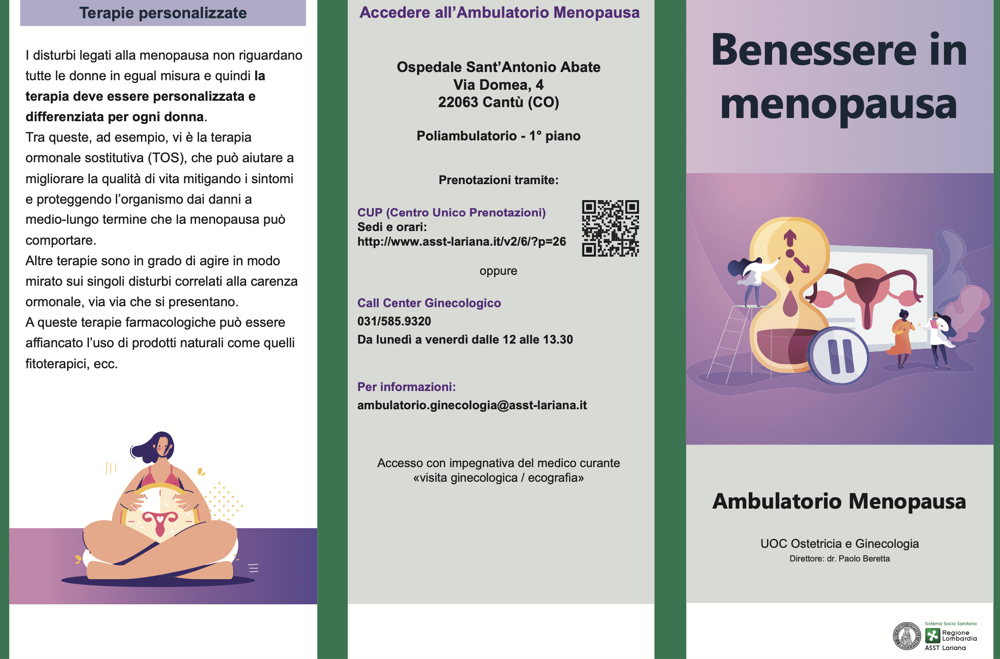 Terapie personalizzate
I disturbi legati alla menopausa non riguardano
tutte le donne in egual misura e quindi la
terapia deve essere personalizzata e
differenziata per ogni donna.
Tra queste, ad esempio, vi è la terapia
ormonale sostitutiva (TOS), che può aiutare a
migliorare la qualità di vita mitigando i sintomi
e proteggendo l’organismo dai danni a
medio-lungo termine che la menopausa può
comportare.
Altre terapie sono in grado di agire in modo
mirato sui singoli disturbi correlati alla carenza
ormonale, via via che si presentano.
A queste terapie farmacologiche può essere
affiancato l’uso di prodotti naturali come quelli
fitoterapici, ecc.
Accedere all’Ambulatorio Menopausa
Ospedale Sant’Antonio Abate
Via Domea, 4
22063 Cantù (CO)
Poliambulatorio - 1° piano
Prenotazioni tramite:
CUP (Centro Unico Prenotazioni)
Sedi e orari:
http://www.asst-lariana.it/v2/6/?p=26
oppure
Call Center Ginecologico
031/585.9320
Da lunedì a venerdì dalle 12 alle 13.30
Per informazioni:
ambulatorio.ginecologia@asst-lariana.it
Accesso con impegnativa del medico curante
«visita ginecologica / ecografia»
Benessere in
menopausa
Ambulatorio Menopausa
UOC Ostetricia e Ginecologia
Direttore: dr. Paolo Beretta
Sistema Socio Sanitario
Regione
Lombardia
ASST Lariana